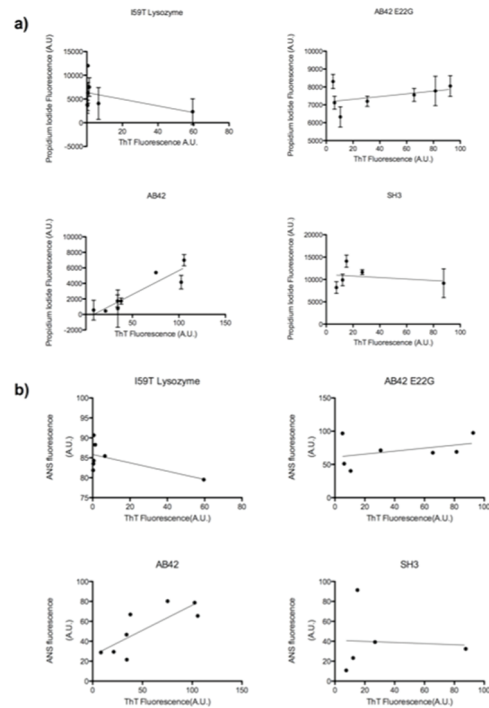 a)
I59T Lysozyme
Propidium Iodide Fluorescence (A.U)
15000
10000
5000
0
-5000
20
40
60
80
ThT Fluorescence A.U.
AB42 E22G
Propidium Iodide Fluorescence (A.U.)
10000
9000
8000
7000
6000
5000
0
20
40
60
80
100
ThT Fluorescence (A.U.)
AB42
Propidium Iodide Fluorescence (A.U.)
10000
8000
6000
4000
2000
0
-2000
50
100
150
ThT Fluorescence (A.U.)
SH3
Propidium Iodide Fluorescence (A.U.)
20000
15000
10000
5000
0
0
20
40
60
80
100
ThT Fluorescence (A.U.)
b)
I59T Lysozyme
ANS fluorescence
(A.U.)
95
90
85
80
75
0
20
40
60
80
ThT Fluorescence(A.U.)
AB42 E22G
ANS fluorescence
(A.U.)
150
100
50
0
0
20
40
60
80
100
ThT Fluorescence(A.U.)
AB42
ANS fluorescence
(A.U.)
100
80
60
40
20
0
0
50
100
150
ThT Fluorescence(A.U.)
SH3
ANS fluorescence
(A.U.)
100
80
60
40
20
0
0
20
40
60
80
100
ThT Fluorescence(A.U.)